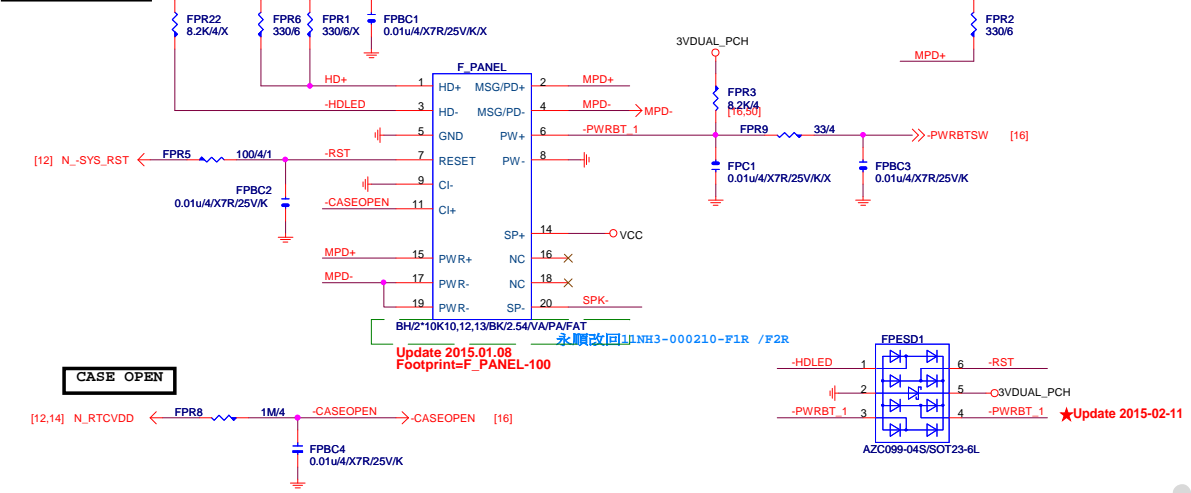 FPR22
8.2K/4/X
FPR6
330/6
FPR1
330/6/X
FPBC1
0.01u/4/X7R/25V/K/X
FPR2
330/6
MPD+
3VDUAL_PCH
F_PANEL
HD+ 1 HD+ MSG/PD+ 2 MPD+
-HDLED 3 HD- MSG/PD- 4 MPD- MPD- [16,50]
FPR3
8.2K/4
5 GND PW+ 6 -PWRBT_1
FPR9 33/4 -PWRBTSW [16]
[12] N_-SYS_RST FPR5 100/4/1 -RST 7 RESET PW- 8
9 CI-
FPC1
0.01u/4/X7R/25V/K/X
FPBC3
0.01u/4/X7R/25V/K
FPBC2
0.01u/4/X7R/25V/K
-CASEOPEN 11 CI+
SP+ 14 VCC
MPD+ 15 PWR+ NC 16
MPD- 17 PWR- NC 18
19 PWR- SP- 20 SPK-
BH/2*10K10,12,13/BK/2.54/VA/PA/FAT
永順改回11NH3-000210-F1R /F2R
Update 2015.01.08
Footprint=F_PANEL-100
CASE OPEN
[12,14] N_RTCVDD FPR8 1M/4 -CASEOPEN -CASEOPEN [16]
FPBC4
0.01u/4/X7R/25V/K
FPESD1
-HDLED 1 6 -RST
2 5 3VDUAL_PCH
-PWRBT_1 3 4 -PWRBT_1 ★Update 2015-02-11
AZC099-04S/SOT23-6L